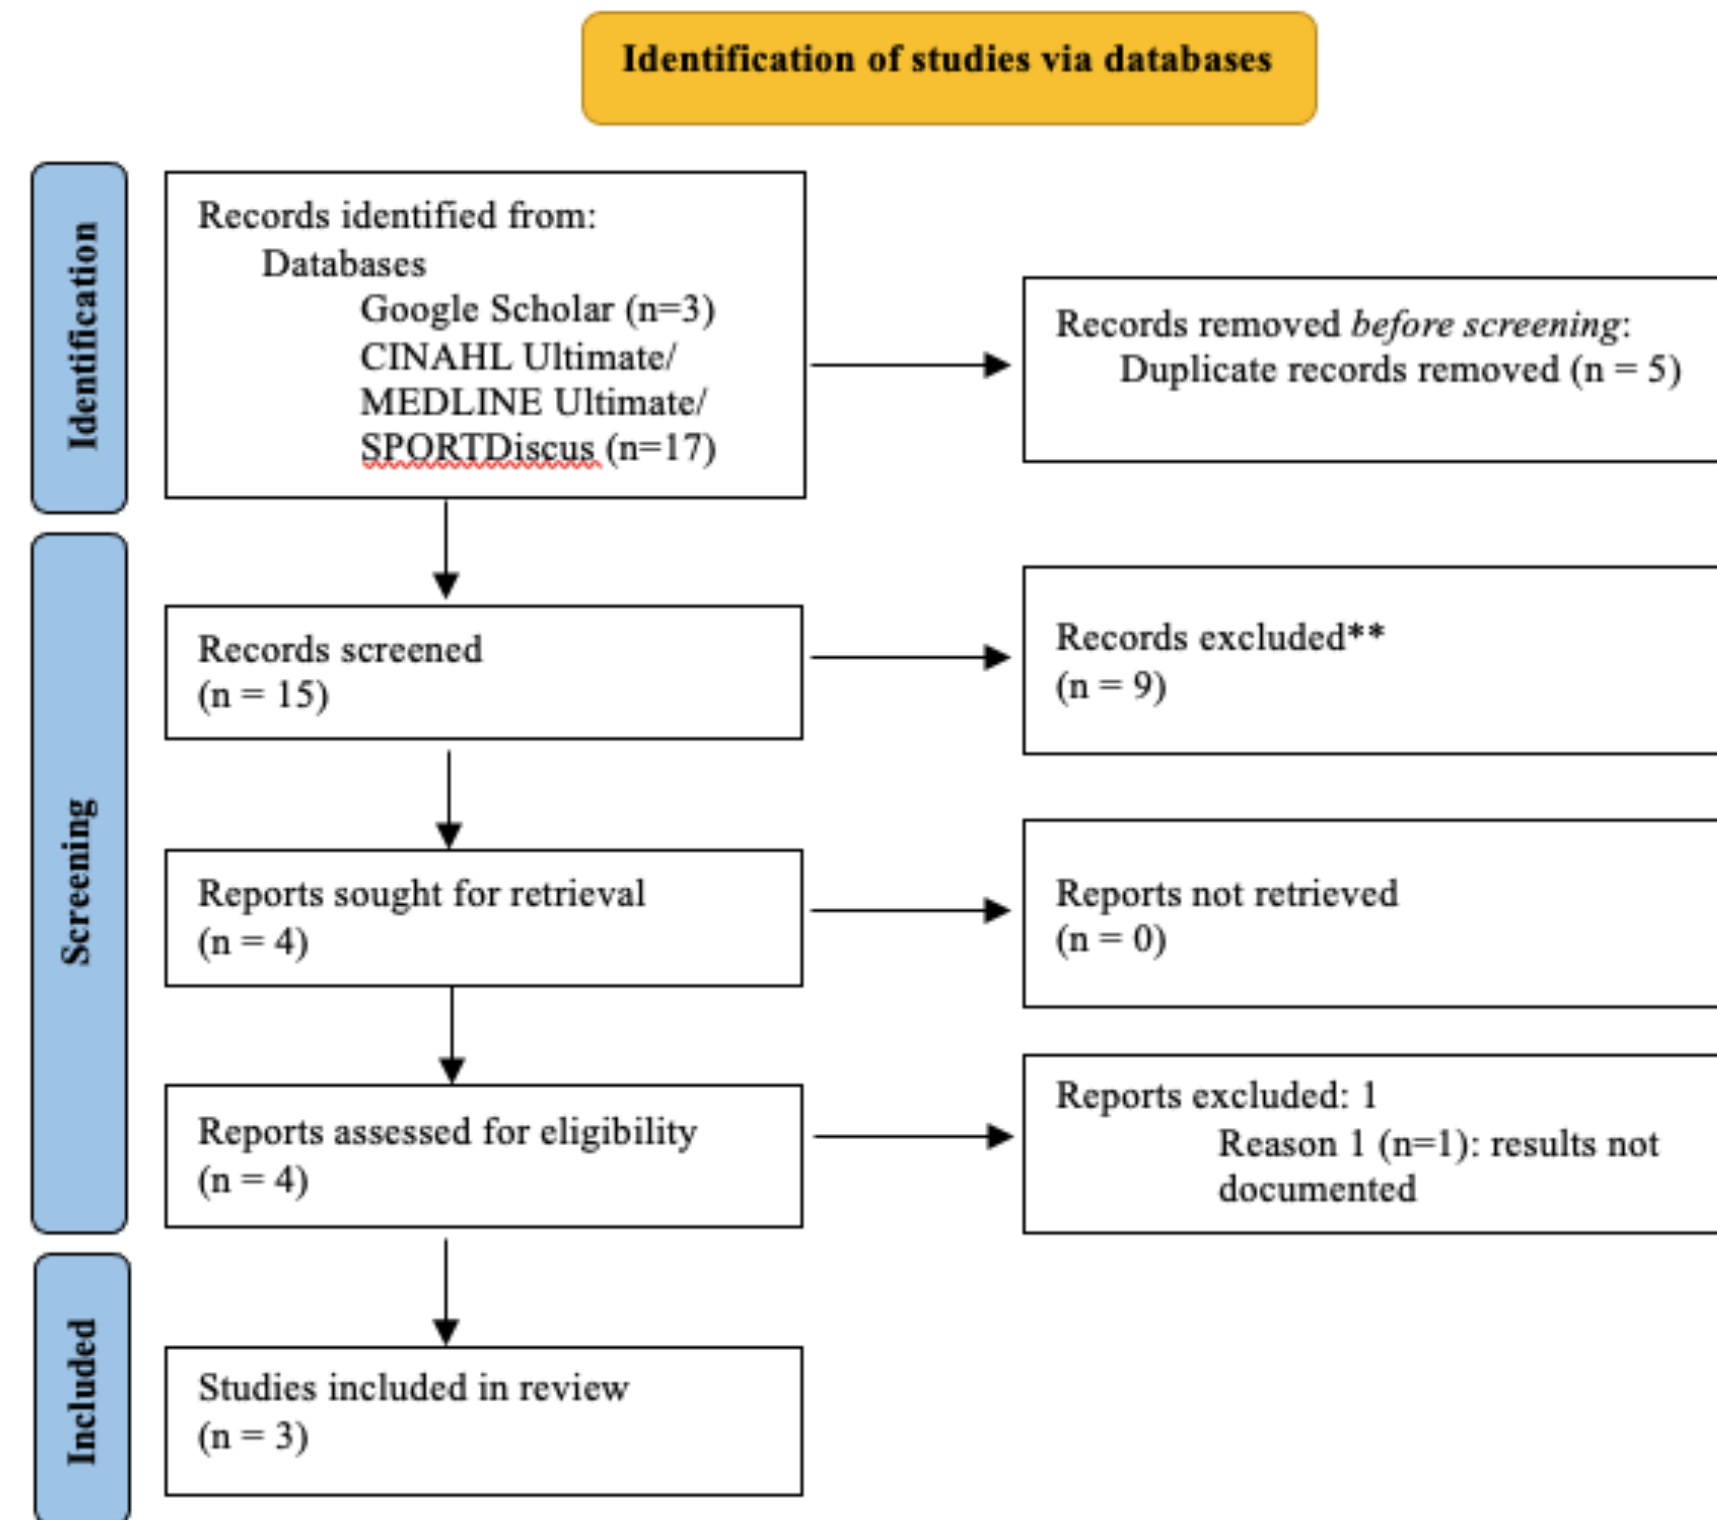 Identification of studies via databases
Identification
Records identified from:
Databases
Google Scholar (n=3)
CINAHL Ultimate/
MEDLINE Ultimate/
SPORTDiscus (n=17)
Records removed before screening:
Duplicate records removed (n = 5)
Screening
Records screened
(n = 15)
Records excluded**
(n = 9)
Reports sought for retrieval
(n = 4)
Reports not retrieved
(n = 0)
Reports assessed for eligibility
(n = 4)
Reports excluded: 1
Reason 1 (n=1): results not
documented
Included
Studies included in review
(n = 3)